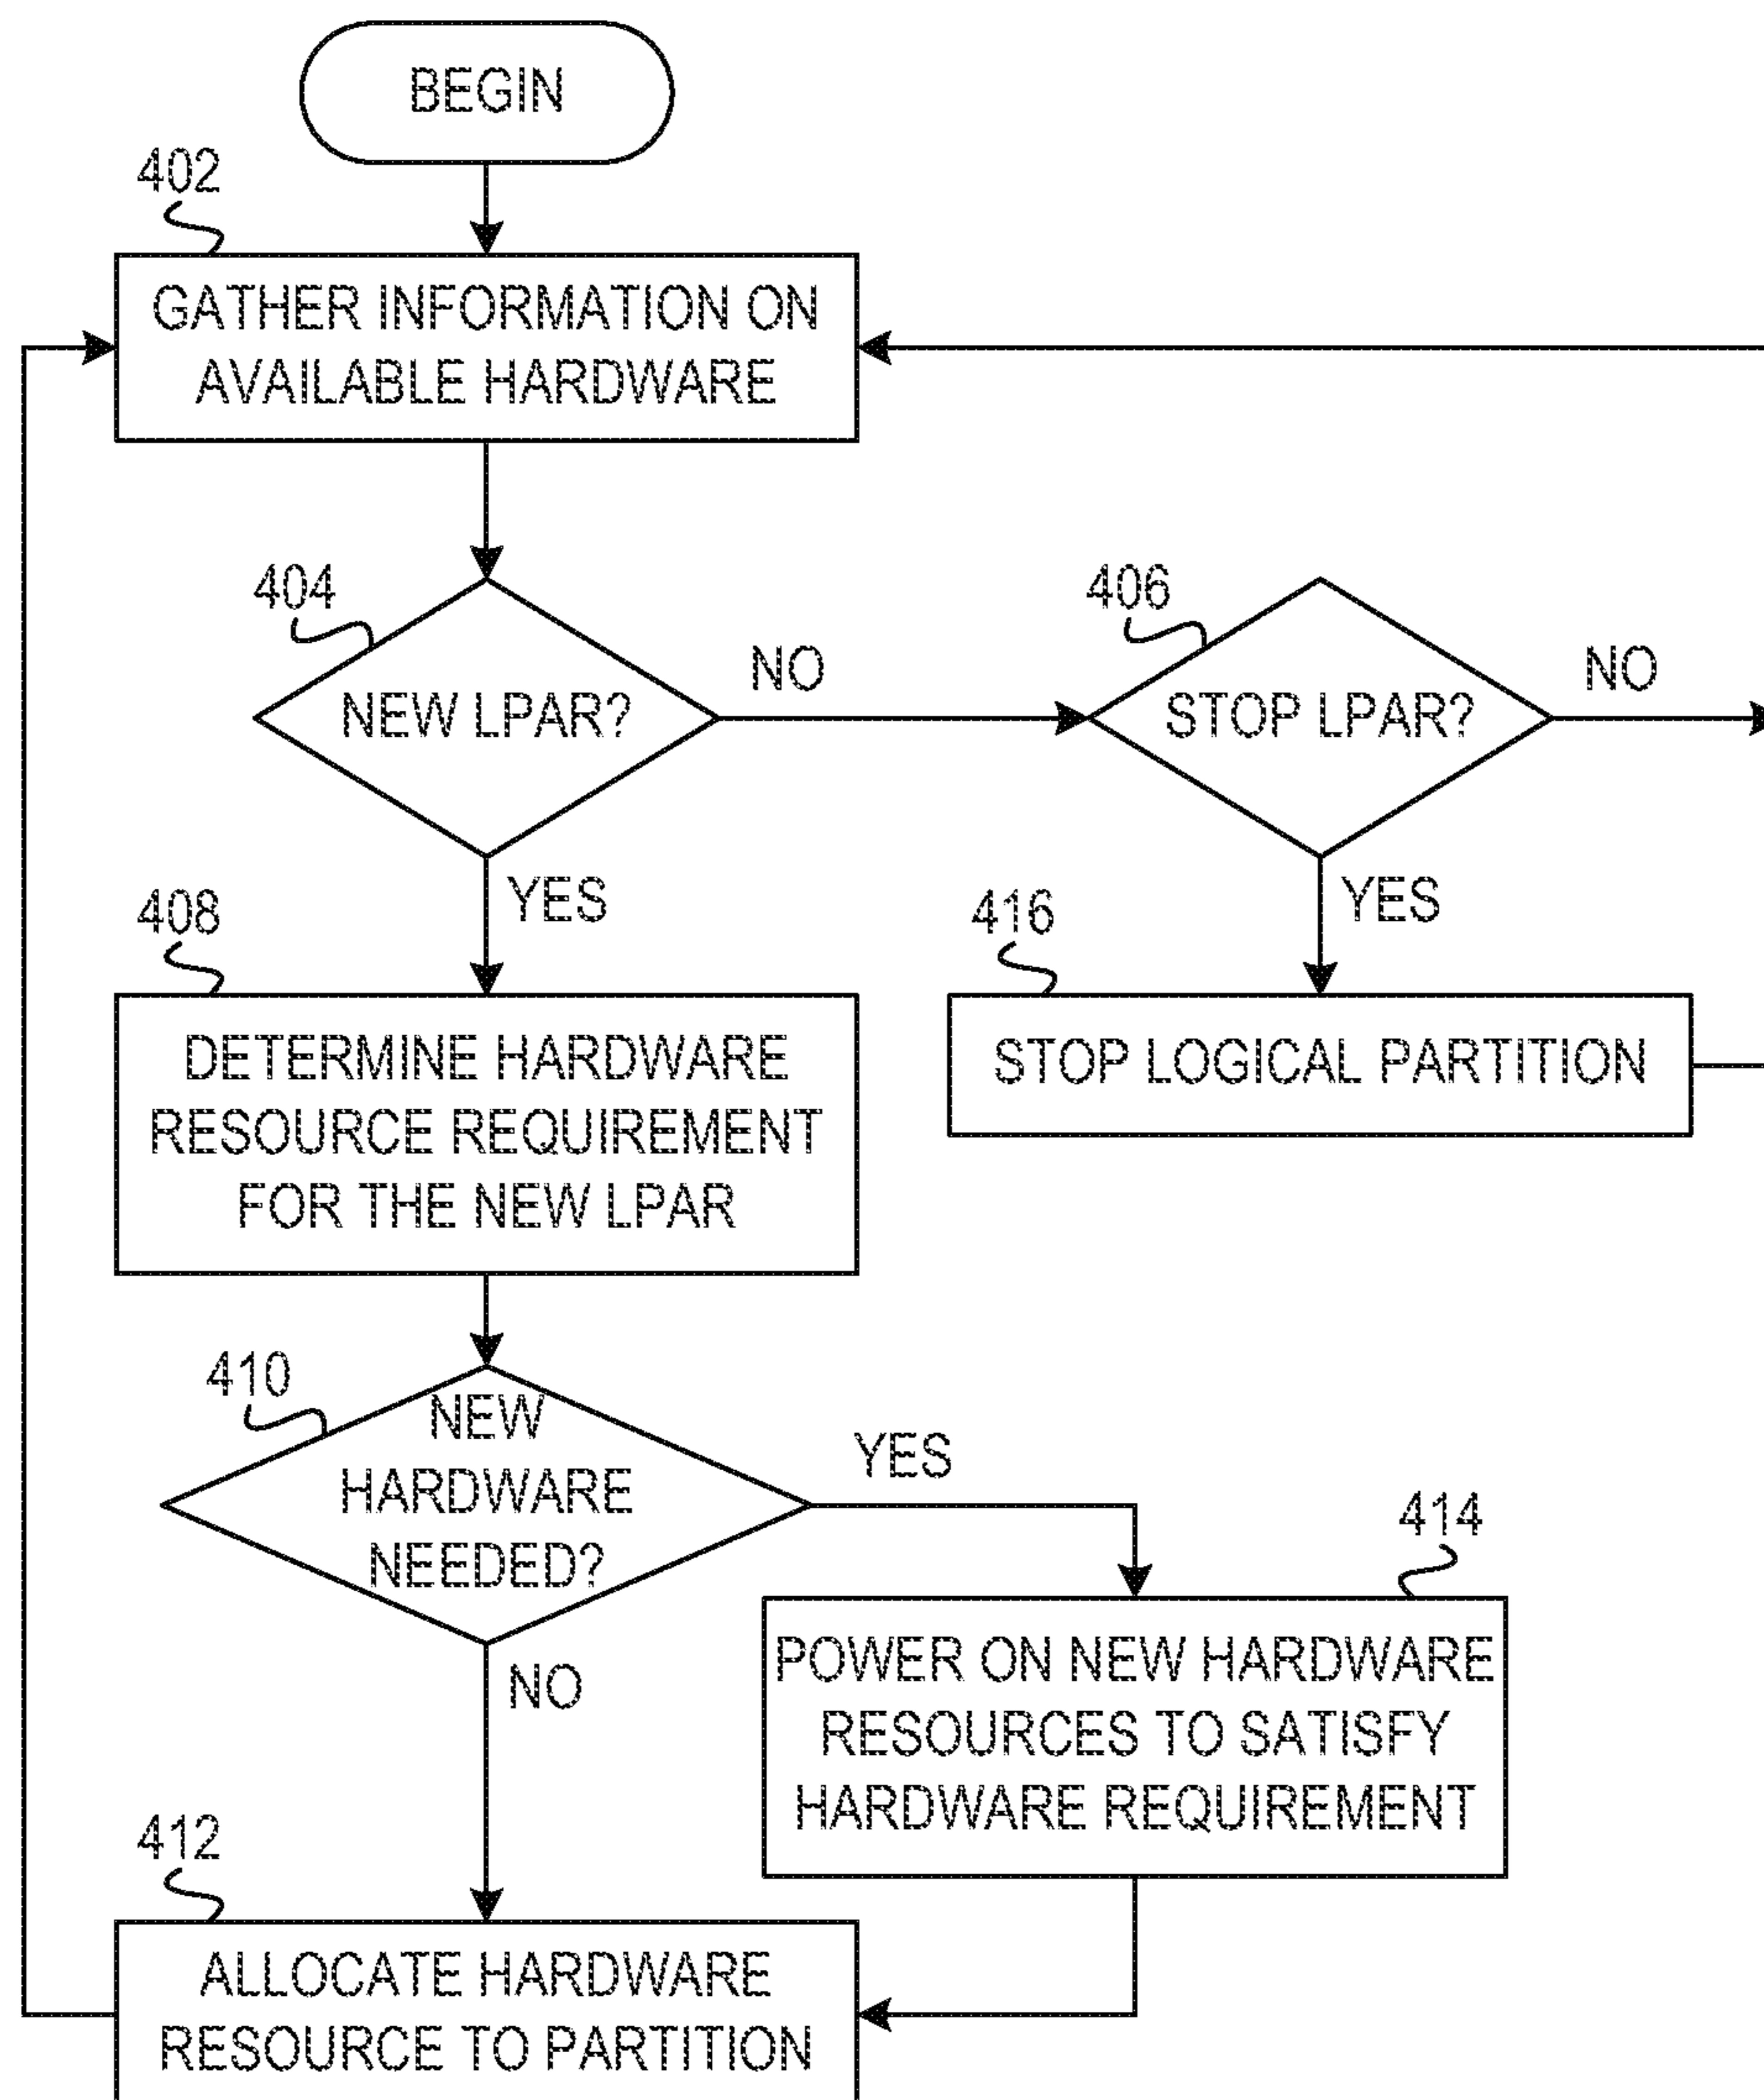 BEGIN
402
GATHER INFORMATION ON
AVAILABLE HARDWARE
404
NEW LPAR?
NO
406
STOP LPAR?
NO
YES
YES
408
DETERMINE HARDWARE
RESOURCE REQUIREMENT
FOR THE NEW LPAR
416
STOP LOGICAL PARTITION
410
NEW
HARDWARE
NEEDED?
YES
NO
414
POWER ON NEW HARDWARE
RESOURCES TO SATISFY
HARDWARE REQUIREMENT
412
ALLOCATE HARDWARE
RESOURCE TO PARTITION